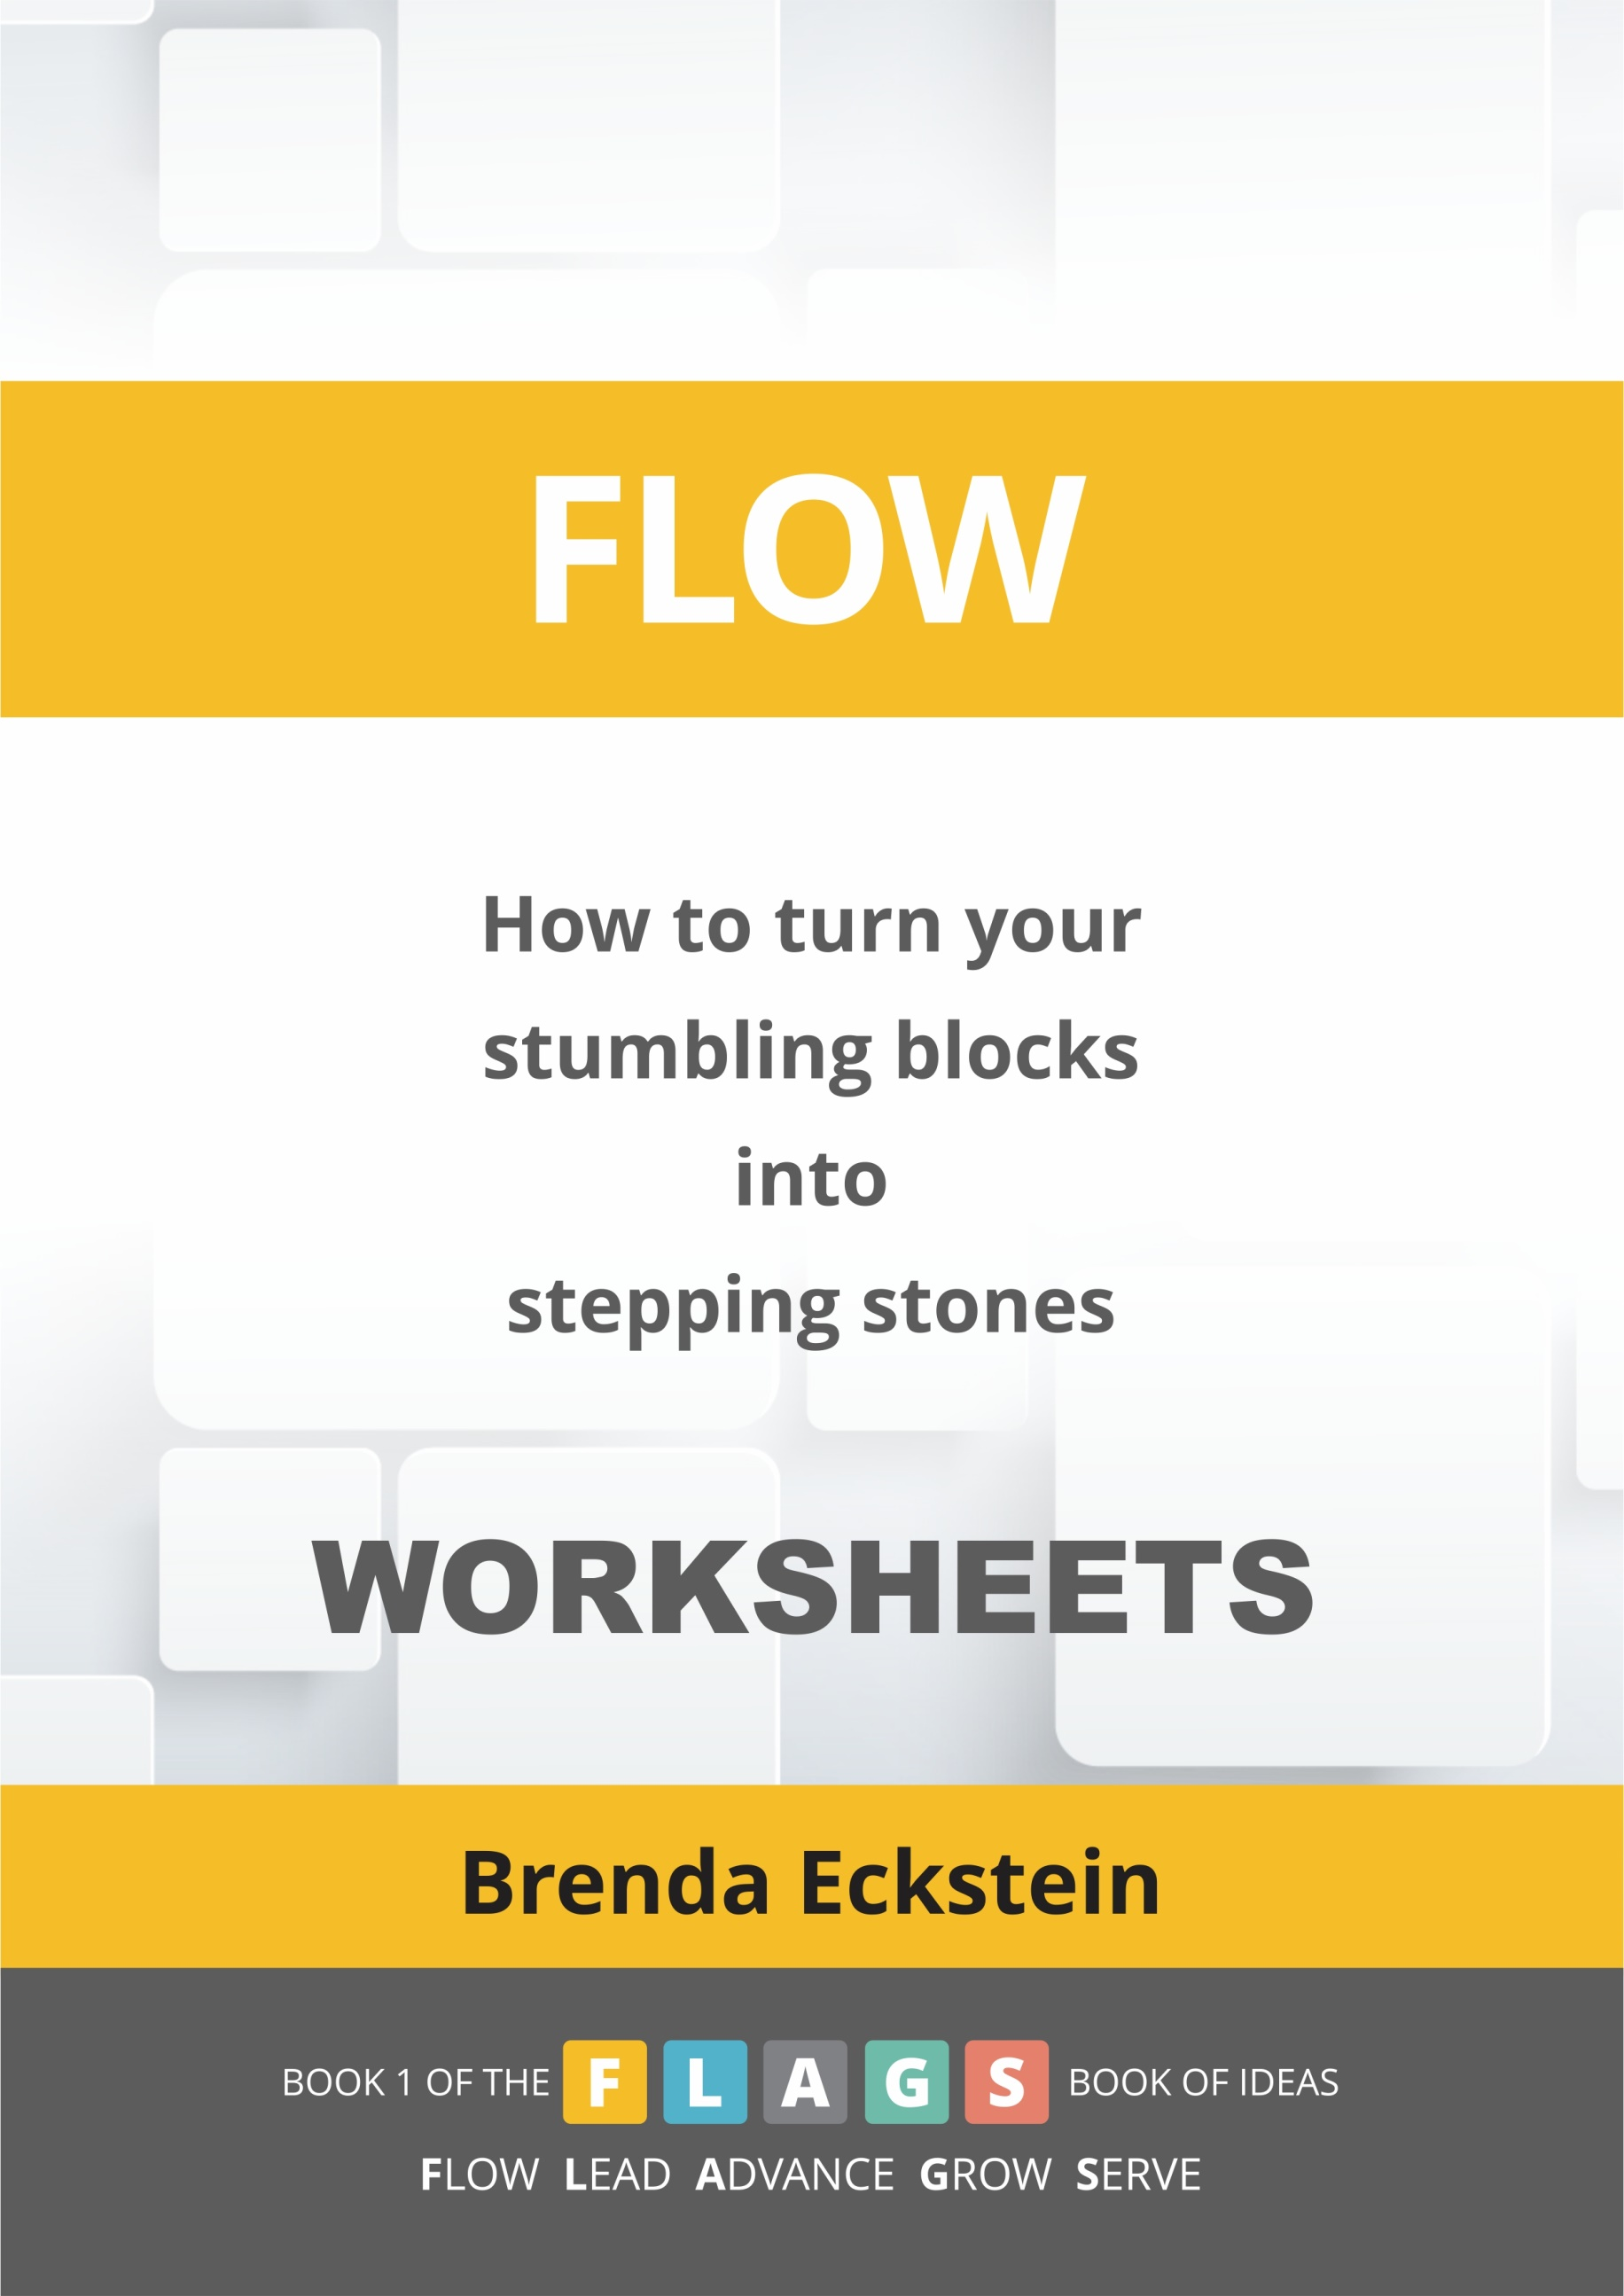 FLOW
How to turn your
stumbling blocks
into
stepping stones
WORKSHEETS
Brenda Eckstein
BOOK 1 OF THE FLAGS BOOK OF IDEAS
FLOW LEAD ADVANCE GROW SERVE